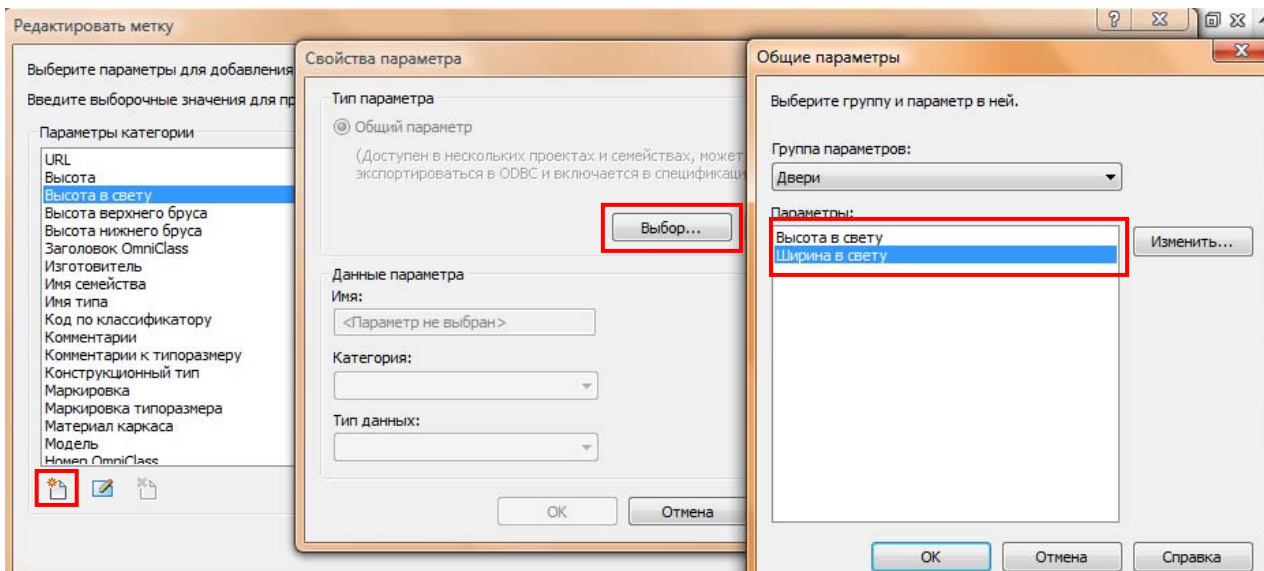 Редактировать метку
Выберите параметры для добавления
Введите выборочные значения для пр
Параметры категории
URL
Высота
Высота в свету
Высота верхнего бруса
Высота нижнего бруса
Заголовок OmniClass
Изготовитель
Имя семейства
Имя типа
Код по классификатору
Комментарии
Комментарии к типоразмеру
Конструкционный тип
Маркировка
Маркировка типоразмера
Материал каркаса
Модель
Номер OmniClass
Свойства параметра
Тип параметра
Общий параметр
(Доступен в нескольких проектах и семействах, может
экспортироваться в ODBC и включается в спецификаци
Выбор...
Данные параметра
Имя:
<Параметр не выбран>
Категория:
Тип данных:
OK
Отмена
Общие параметры
Выберите группу и параметр в ней.
Группа параметров:
Двери
Параметры:
Высота в свету
Ширина в свету
Изменить...
OK
Отмена
Справка